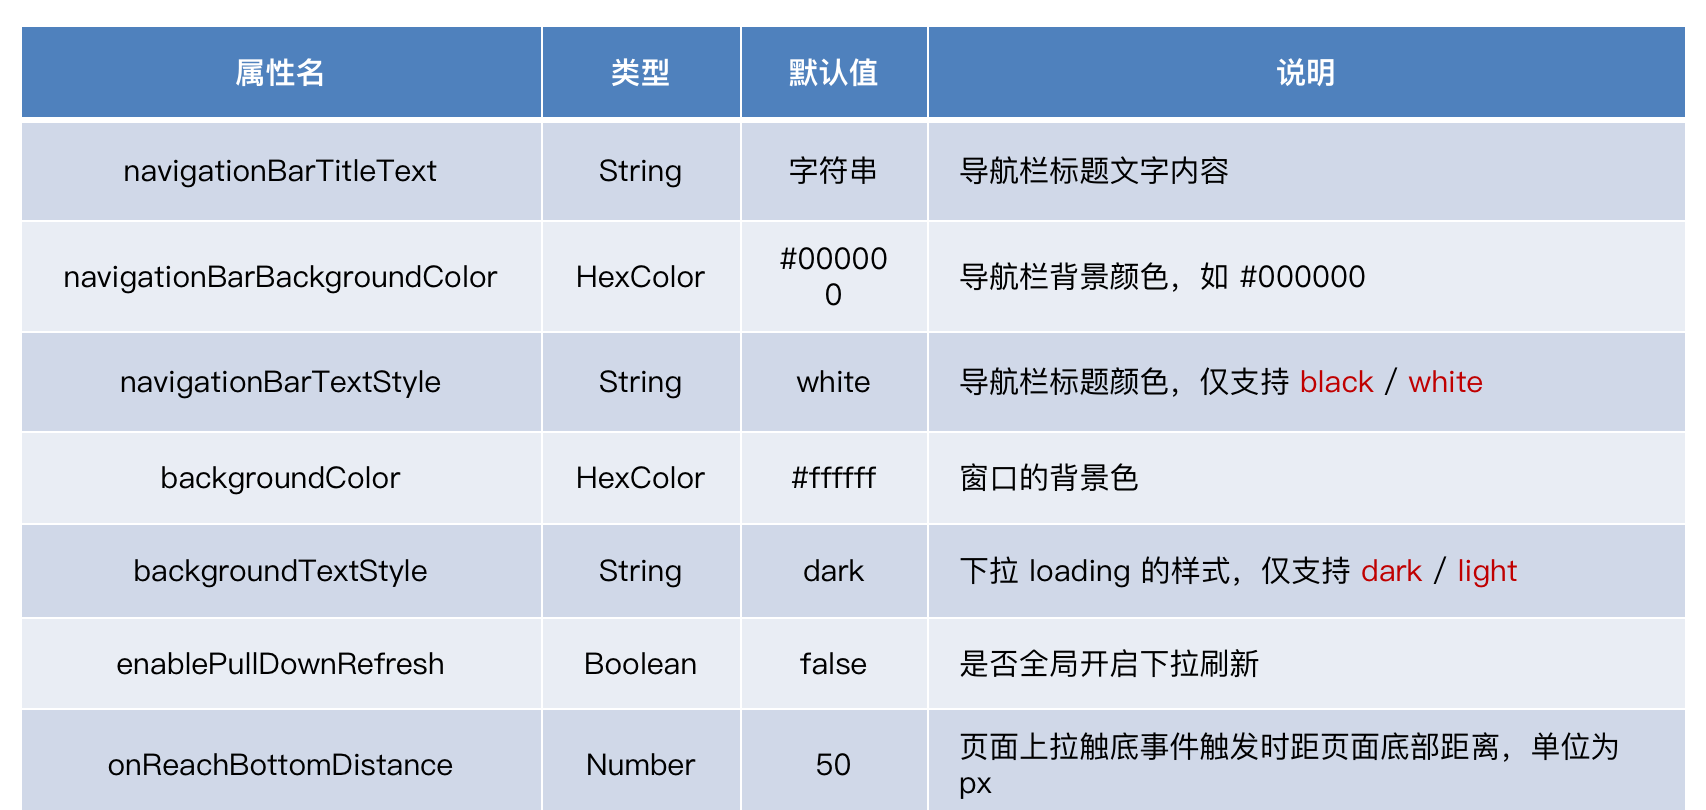 属性名 类型 默认值 说明
navigationBarTitleText String 字符串 导航栏标题文字内容
navigationBarBackgroundColor HexColor #00000
0 导航栏背景颜色，如 #000000
navigationBarTextStyle String white 导航栏标题颜色，仅支持 black / white
backgroundColor HexColor #ffffff 窗口的背景色
backgroundTextStyle String dark 下拉 loading 的样式，仅支持 dark / light
enablePullDownRefresh Boolean false 是否全局开启下拉刷新
onReachBottomDistance Number 50 页面上拉触底事件触发时距页面底部距离，单位为
px